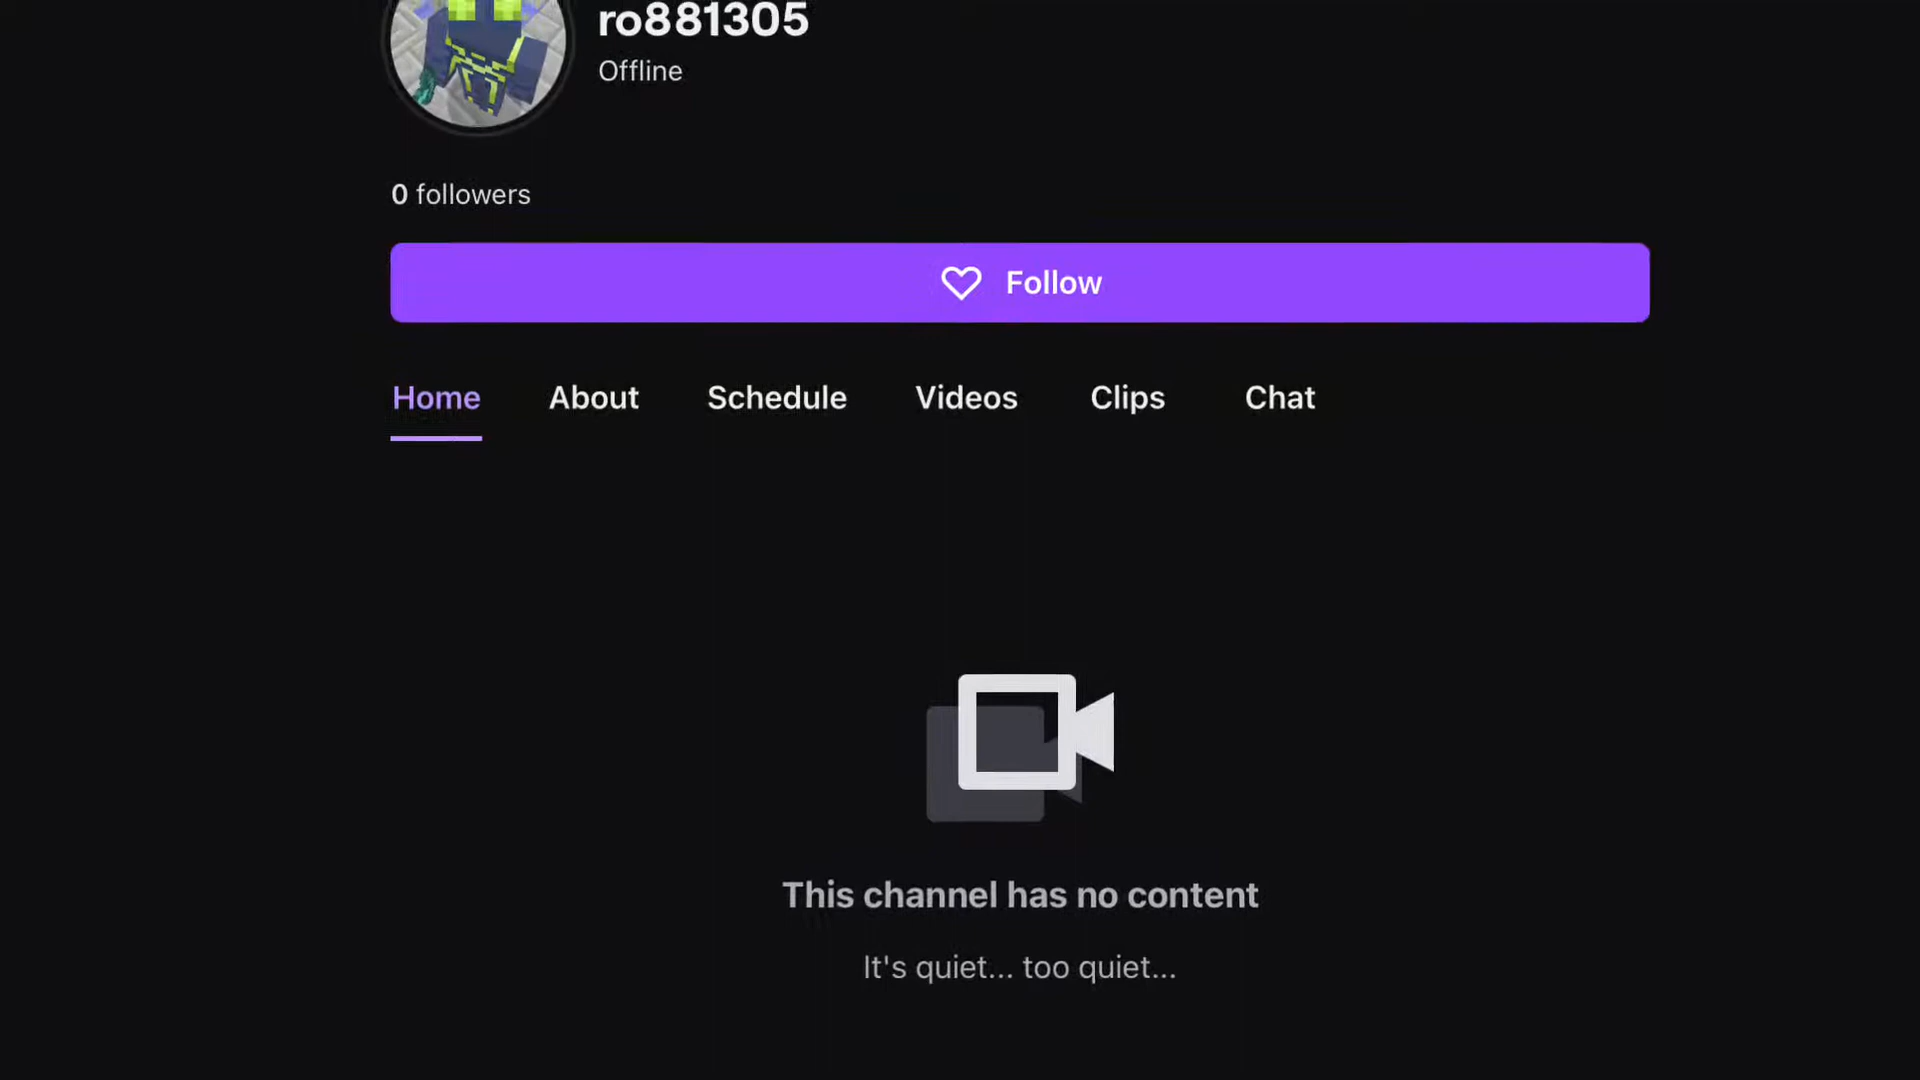 ro881305
Offline
0 followers
Follow
Home About Schedule Videos Clips Chat
This channel has no content
It's quiet... too quiet...